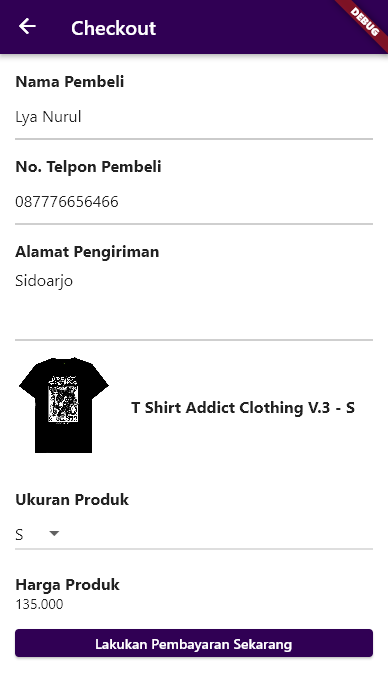 Checkout
DEBUG
Nama Pembeli
Lya Nurul
No. Telpon Pembeli
087776656466
Alamat Pengiriman
Sidoarjo
T Shirt Addict Clothing V.3 - S
Ukuran Produk
S
Harga Produk
135.000
Lakukan Pembayaran Sekarang